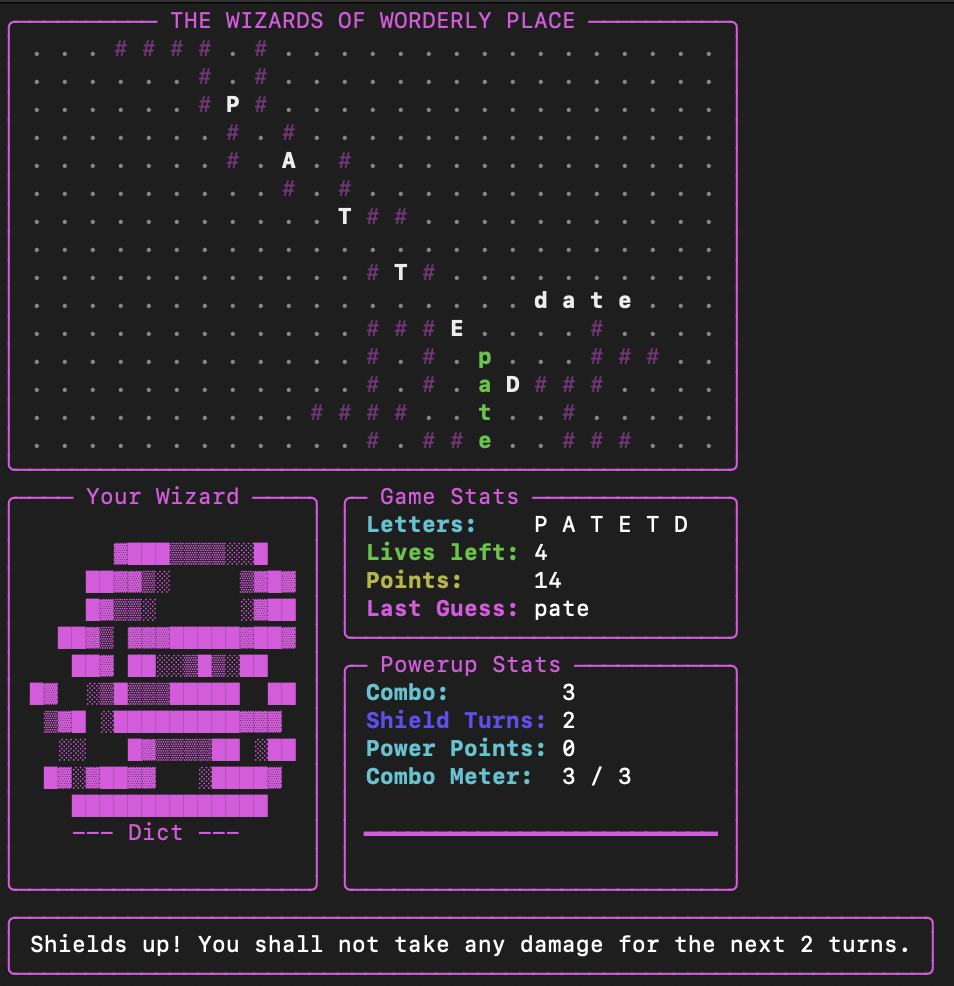 THE WIZARDS OF WORDERLY PLACE
. . . # # # # . # . . . . . . . . . . . . . . . .
. . . . . . # . # . . . . . . . . . . . . . . . .
. . . . . . # P # . . . . . . . . . . . . . . . .
. . . . . . . # . # . . . . . . . . . . . . . . .
. . . . . . . # . A . # . . . . . . . . . . . . .
. . . . . . . . . # . # . . . . . . . . . . . . .
. . . . . . . . . . . T # # . . . . . . . . . . .
. . . . . . . . . . . . . . . . . . . . . . . . .
. . . . . . . . . . . . # T # . . . . . . . . . .
. . . . . . . . . . . . . . . . . . d a t e . . .
. . . . . . . . . . . . # # # E . . . . # . . . .
. . . . . . . . . . . . # . # . p . . . # # # . .
. . . . . . . . . . . . # . # . a D # # # . . . .
. . . . . . . . . . # # # # . . t . . # . . . . .
. . . . . . . . . . . . # . # # e . . # # # . . .
Your Wizard
--- Dict ---
Game Stats
Letters: P A T E T D
Lives left: 4
Points: 14
Last Guess: pate
Powerup Stats
Combo: 3
Shield Turns: 2
Power Points: 0
Combo Meter: 3 / 3
Shields up! You shall not take any damage for the next 2 turns.